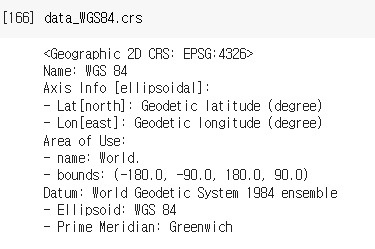 [166] data_WGS84.crs
<Geographic 2D CRS: EPSG:4326>
Name: WGS 84
Axis Info [ellipsoidal]:
- Lat[north]: Geodetic latitude (degree)
- Lon[east]: Geodetic longitude (degree)
Area of Use:
- name: World.
- bounds: (-180.0, -90.0, 180.0, 90.0)
Datum: World Geodetic System 1984 ensemble
- Ellipsoid: WGS 84
- Prime Meridian: Greenwich